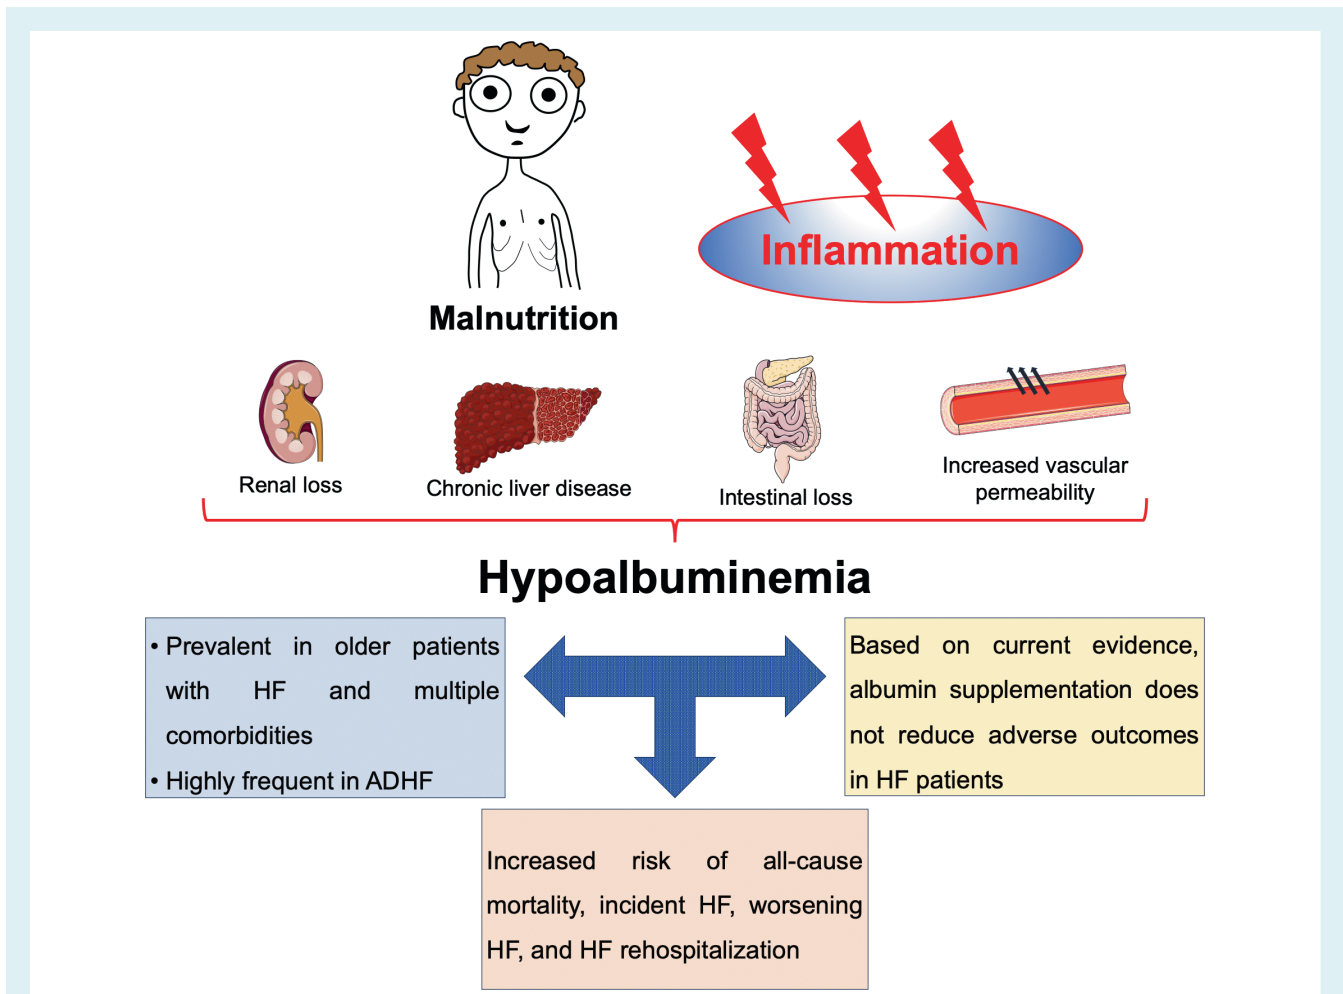 Inflammation
Malnutrition
Renal loss
Chronic liver disease
Intestinal loss
Increased vascular
permeability
Hypoalbuminemia
• Prevalent in older patients
with HF and multiple
comorbidities
• Highly frequent in ADHF
Based on current evidence,
albumin supplementation does
not reduce adverse outcomes
in HF patients
Increased risk of all-cause
mortality, incident HF, worsening
HF, and HF rehospitalization